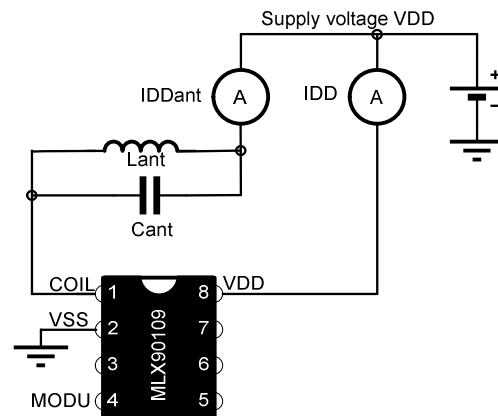 Supply voltage VDD
IDDant
A
IDD
A
+
−
Lant
Cant
COIL
1
8
VDD
VSS
2
7
MLX90109
3
6
MODU
4
5